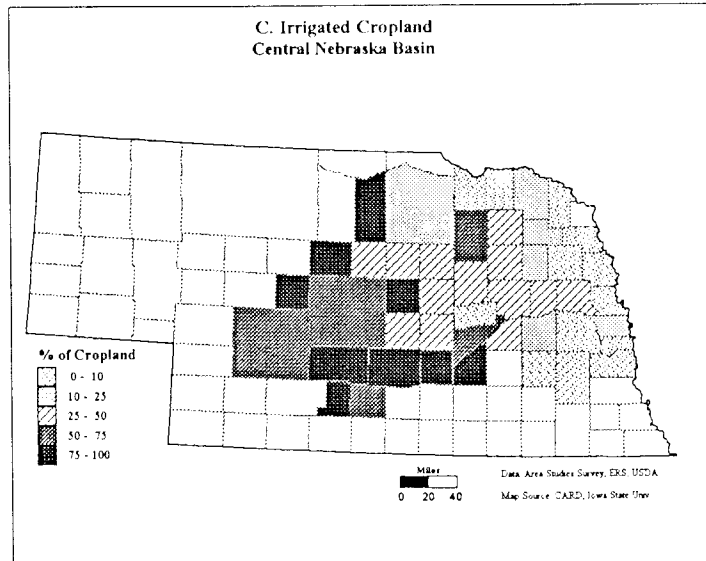 C. Irrigated Cropland
Central Nebraska Basin
% of Cropland
0 - 10
10 - 25
25 - 50
50 - 75
75 - 100
Miles
0 20 40
Data: Area Studies Survey, ERS, USDA
Map Source: CARD, Iowa State Univ